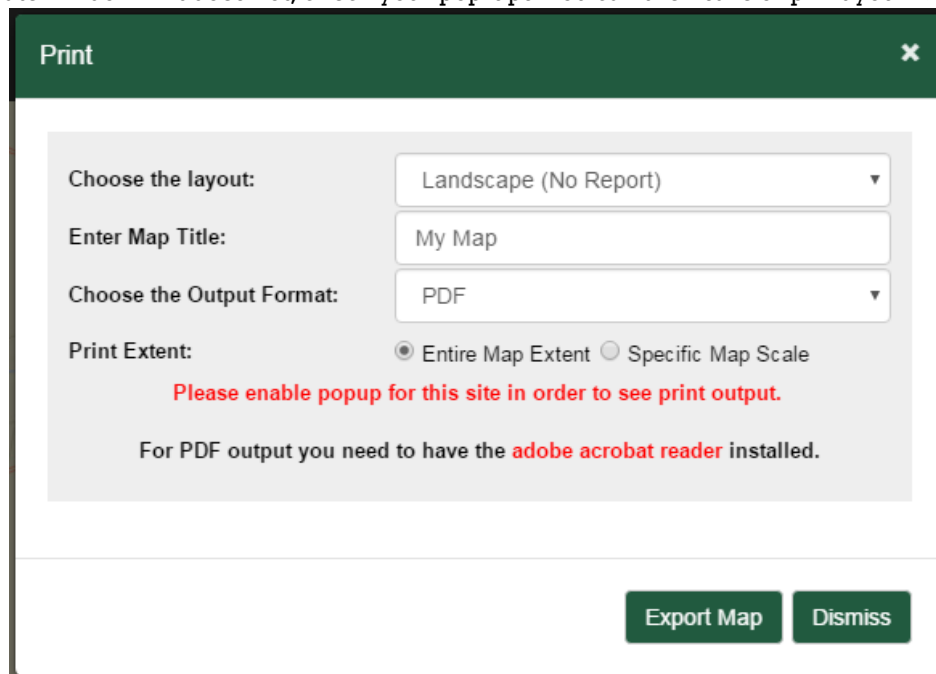 Print
Choose the layout: Landscape (No Report)
Enter Map Title: My Map
Choose the Output Format: PDF
Print Extent: Entire Map Extent Specific Map Scale
Please enable popup for this site in order to see print output.
For PDF output you need to have the adobe acrobat reader installed.
Export Map Dismiss